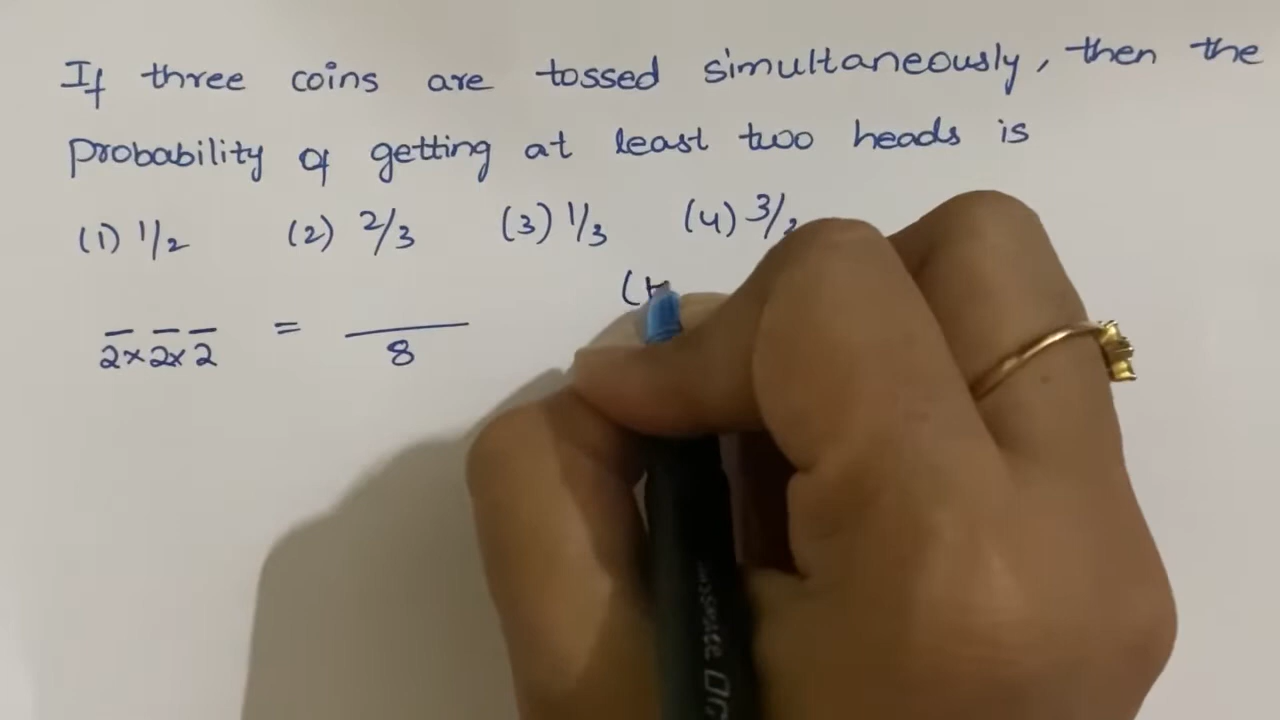 If three coins are tossed simultaneously, then the
probability of getting at least two heads is
(1) 1/2 (2) 2/3 (3) 1/3 (4) 3/2
2×2×2 = 8
(H